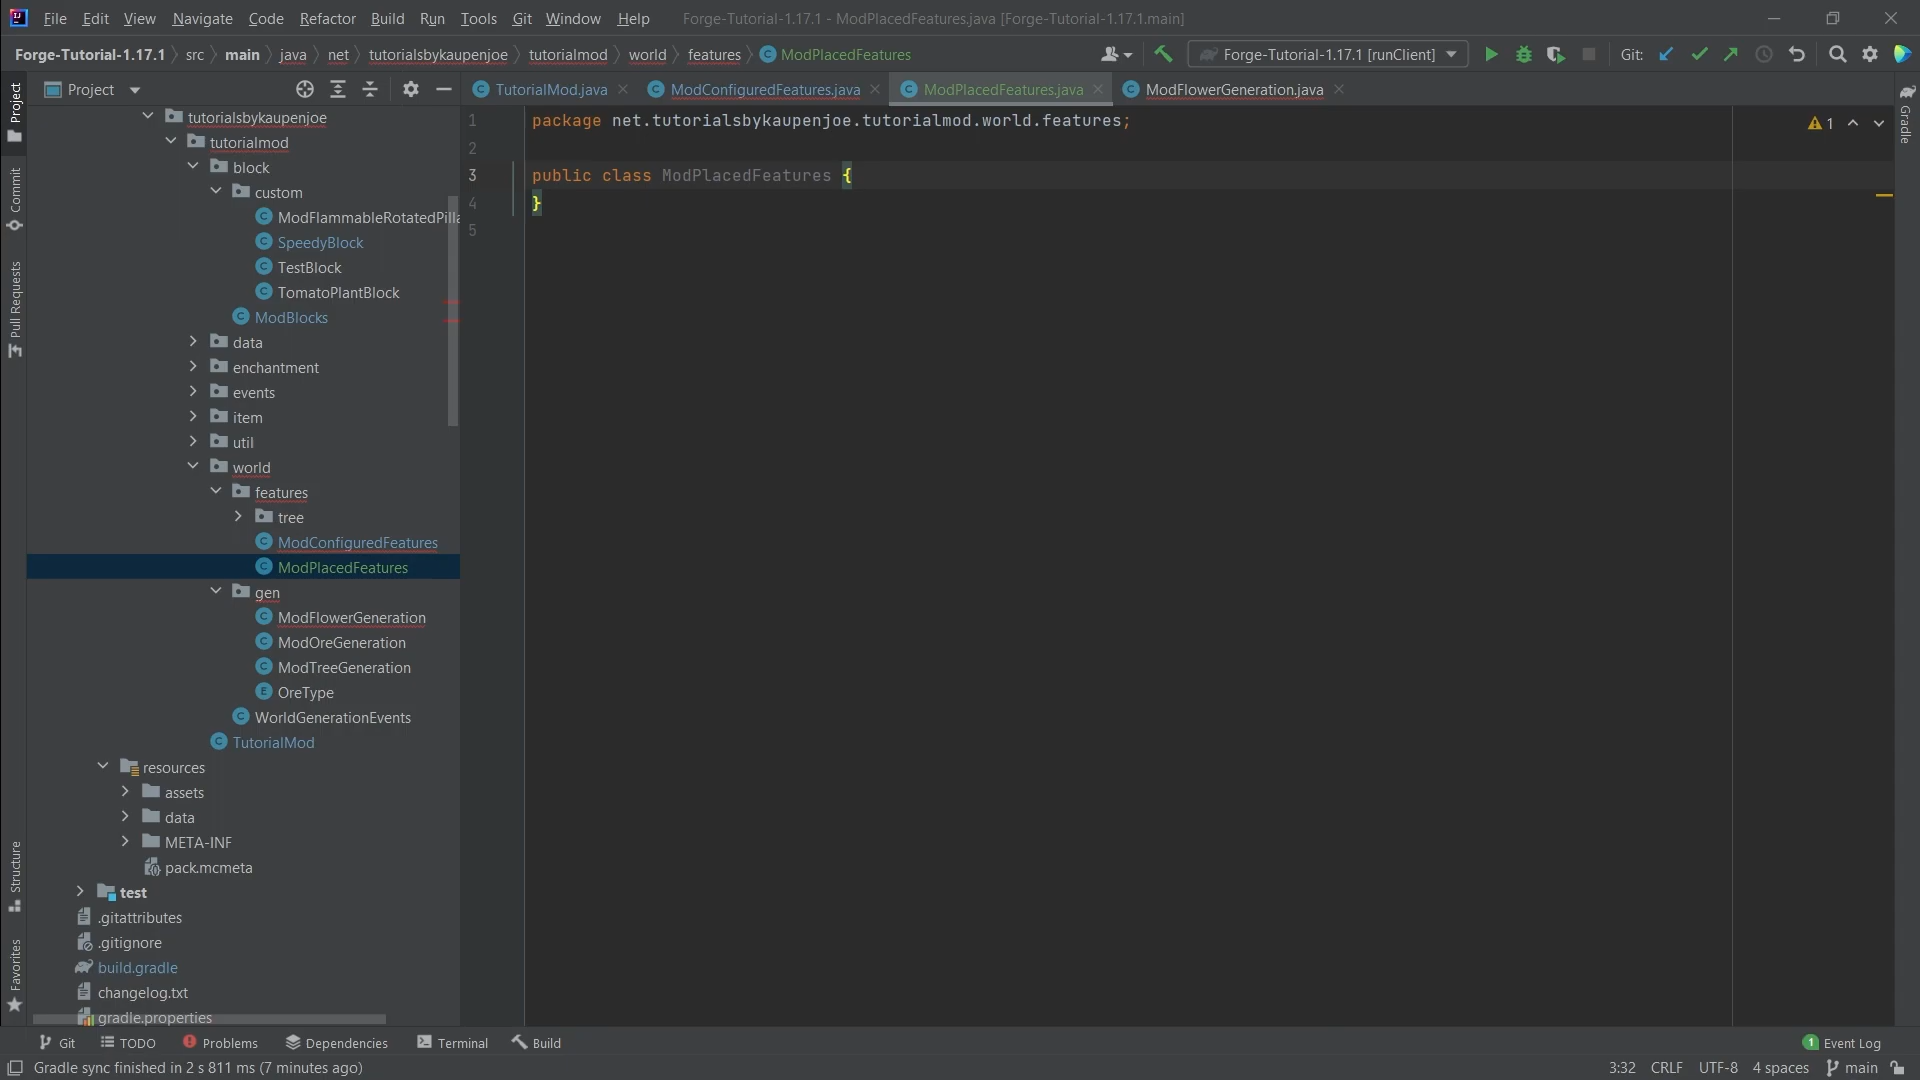 File Edit View Navigate Code Refactor Build Run Tools Git Window Help Forge-Tutorial-1.17.1 - ModPlacedFeatures.java [Forge-Tutorial-1.17.1.main]
Forge-Tutorial-1.17.1 src main java net tutorialsbykaupenjoe tutorialmod world features ModPlacedFeatures Forge-Tutorial-1.17.1 [runClient] Git:
Project TutorialMod.java ModConfiguredFeatures.java ModPlacedFeatures.java ModFlowerGeneration.java
Project
Commit
Pull Requests
Structure
Favorites
tutorialsbykaupenjoe
tutorialmod
block
custom
ModFlammableRotatedPilla
SpeedyBlock
TestBlock
TomatoPlantBlock
ModBlocks
data
enchantment
events
item
util
world
features
tree
ModConfiguredFeatures
ModPlacedFeatures
gen
ModFlowerGeneration
ModOreGeneration
ModTreeGeneration
OreType
WorldGenerationEvents
TutorialMod
resources
assets
data
META-INF
pack.mcmeta
test
.gitattributes
.gitignore
build.gradle
changelog.txt
gradle.properties
1 package net.tutorialsbykaupenjoe.tutorialmod.world.features;
2
3 public class ModPlacedFeatures {
4 }
5
1
Gradle
Git TODO Problems Dependencies Terminal Build 1 Event Log
Gradle sync finished in 2 s 811 ms (7 minutes ago) 3:32 CRLF UTF-8 4 spaces main